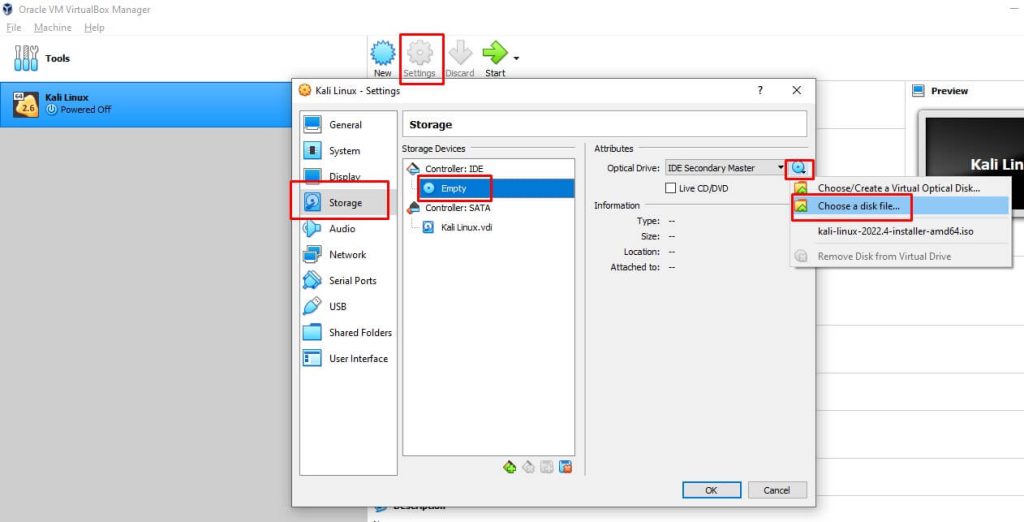 Oracle VM VirtualBox Manager
File Machine Help
Tools
New Settings Discard Start
64
2.6
Kali Linux
Powered Off
Preview
Kali Lin
Kali Linux - Settings
? 
General
System
Display
Storage
Audio
Network
Serial Ports
USB
Shared Folders
User Interface
Storage
Storage Devices
Controller: IDE
Empty
Controller: SATA
Kali Linux.vdi
Attributes
Optical Drive: IDE Secondary Master
Live CD/DVD
Information
Type: --
Size: --
Location: --
Attached to: --
Choose/Create a Virtual Optical Disk...
Choose a disk file...
kali-linux-2022.4-installer-amd64.iso
Remove Disk from Virtual Drive
OK Cancel
Description